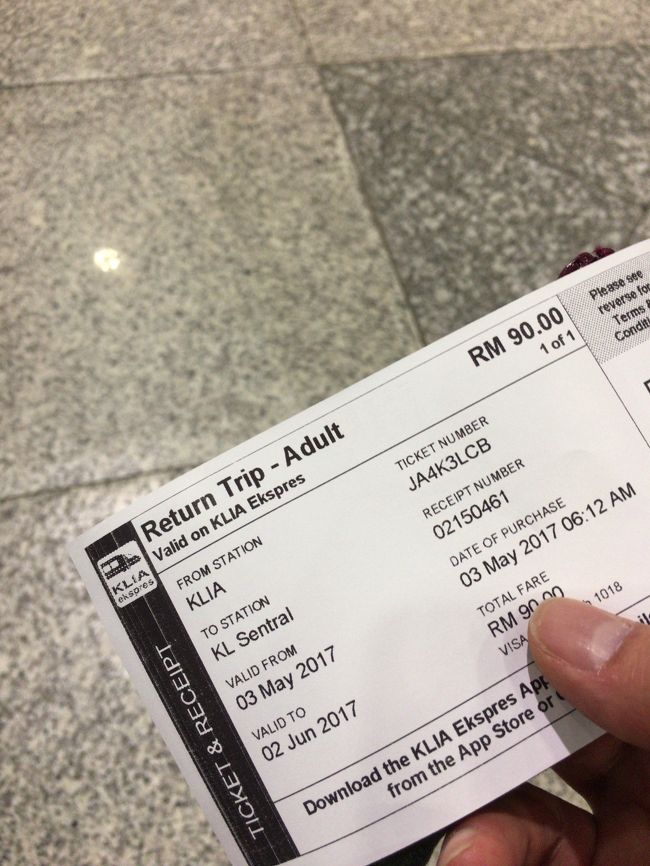 RM 90.00
1 of 1
Return Trip - Adult
Valid on KLIA Ekspres
FROM STATION
KLIA
TO STATION
KL Sentral
VALID FROM
03 May 2017
VALID TO
02 Jun 2017
TICKET NUMBER
JA4K3LCB
RECEIPT NUMBER
02150461
DATE OF PURCHASE
03 May 2017 06:12 AM
TOTAL FARE
RM 90.00
VISA 1018
Download the KLIA Ekspres App
from the App Store or
KLIA
ekspres
TICKET & RECEIPT
Please see
reverse for
Terms &